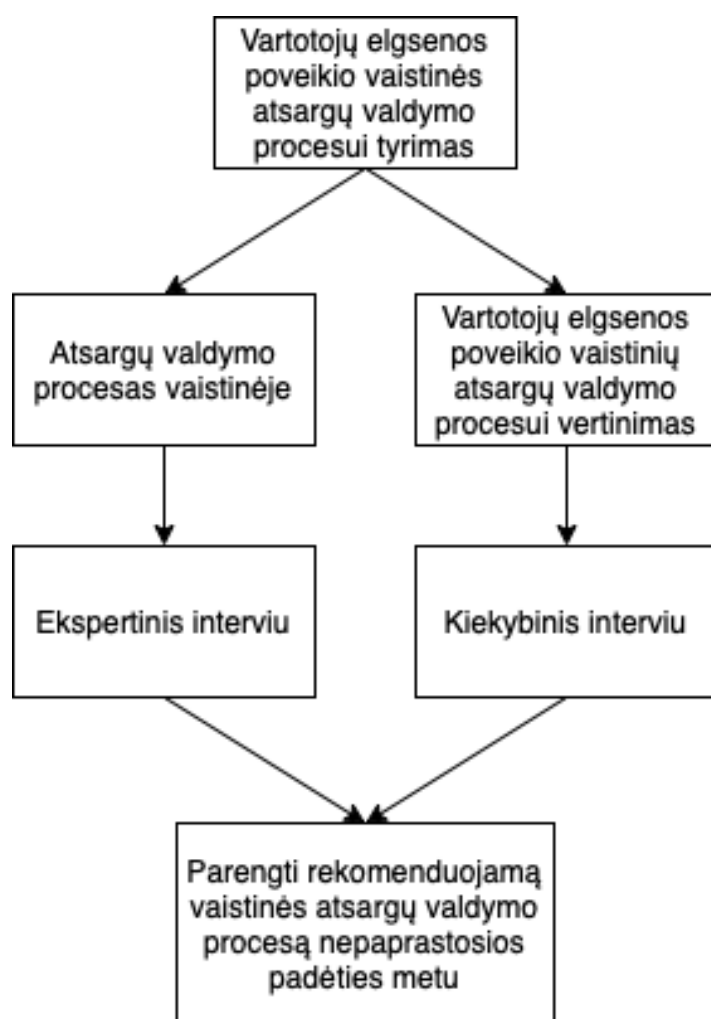 Vartotojų elgsenos
poveikio vaistinės
atsargų valdymo
procesui tyrimas
Atsargų valdymo
procesas vaistinėje
Vartotojų elgsenos
poveikio vaistinių
atsargų valdymo
procesui vertinimas
Ekspertinis interviu
Kiekybinis interviu
Parengti rekomenduojamą
vaistinės atsargų valdymo
procesą nepaprastosios
padėties metu